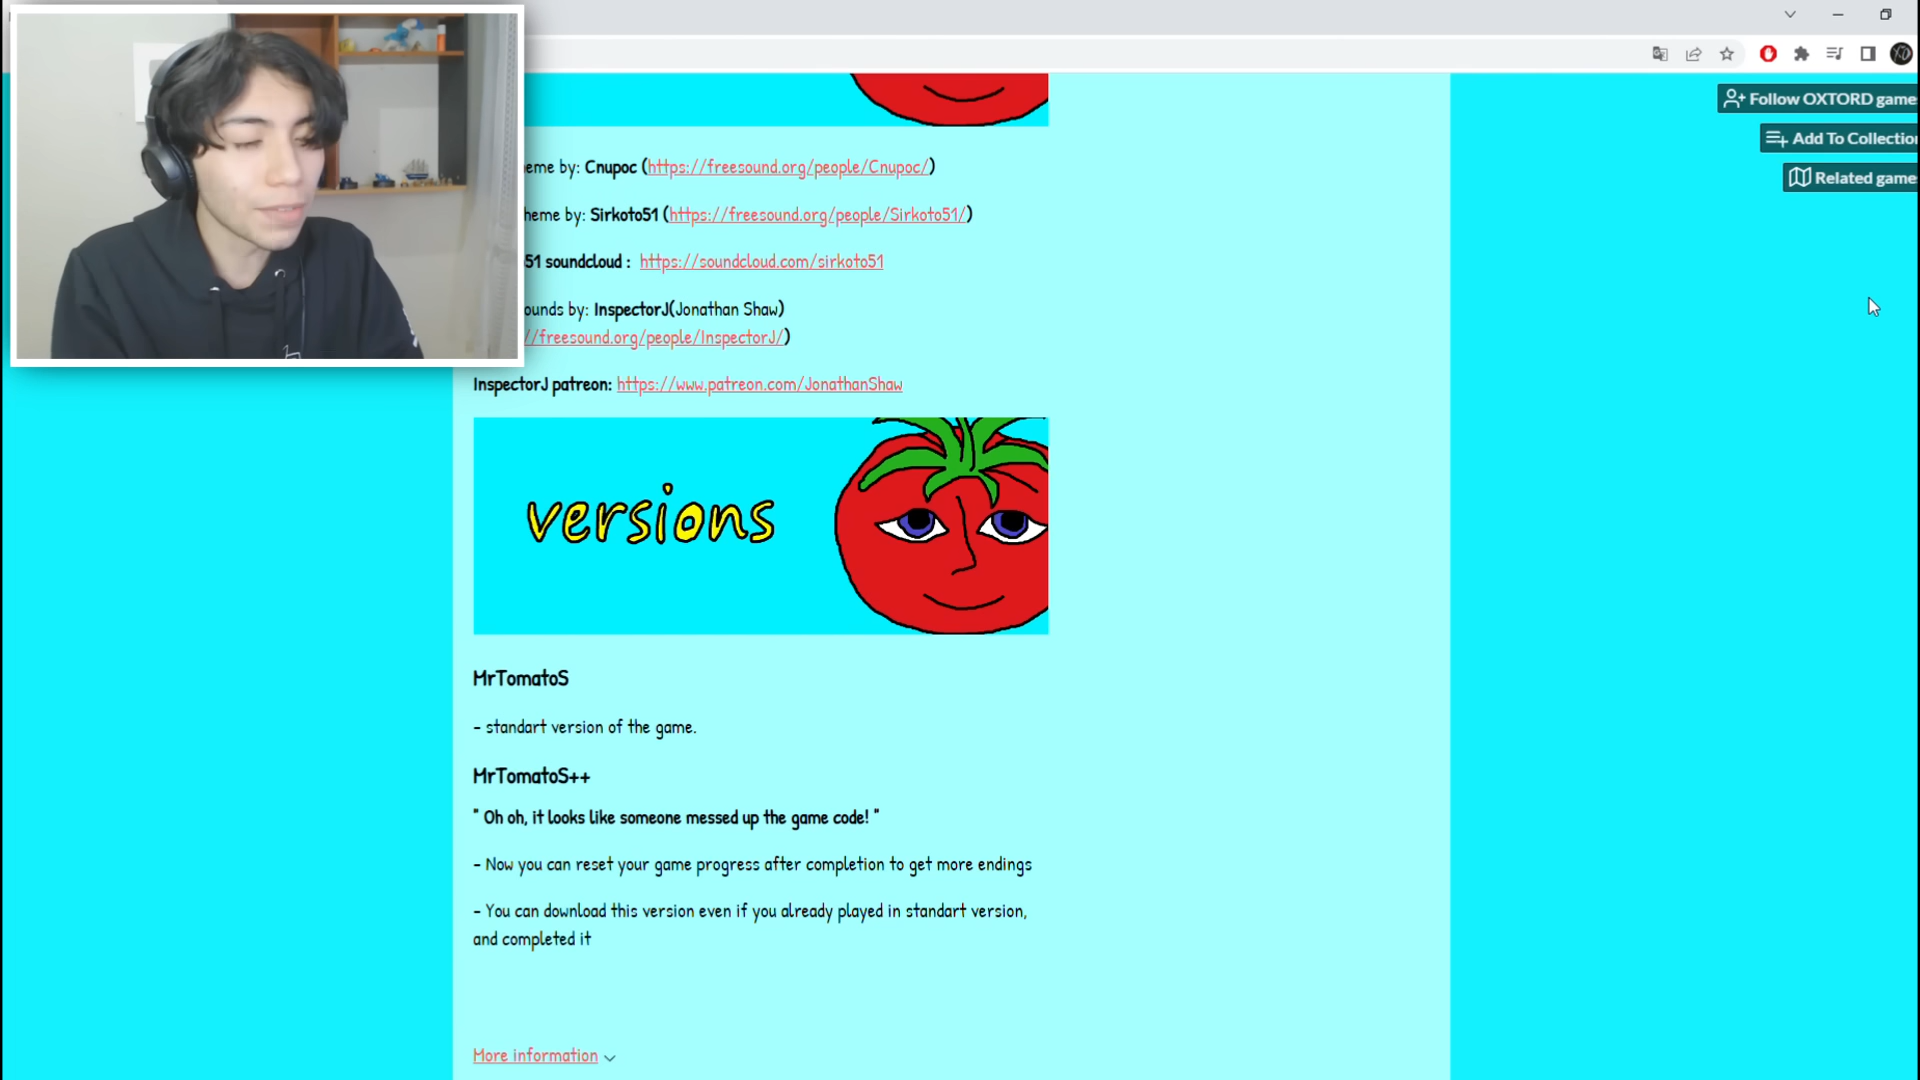 Follow OXTORD game
Add To Collection
Related game
eme by: Cnupoc (https://freesound.org/people/Cnupoc/)
heme by: Sirkoto51 (https://freesound.org/people/Sirkoto51/)
51 soundcloud : https://soundcloud.com/sirkoto51
ounds by: InspectorJ(Jonathan Shaw)
://freesound.org/people/InspectorJ/)
InspectorJ patreon: https://www.patreon.com/JonathanShaw
versions
MrTomatoS
- standart version of the game.
MrTomatoS++
" Oh oh, it looks like someone messed up the game code! "
- Now you can reset your game progress after completion to get more endings
- You can download this version even if you already played in standart version,
and completed it
More information